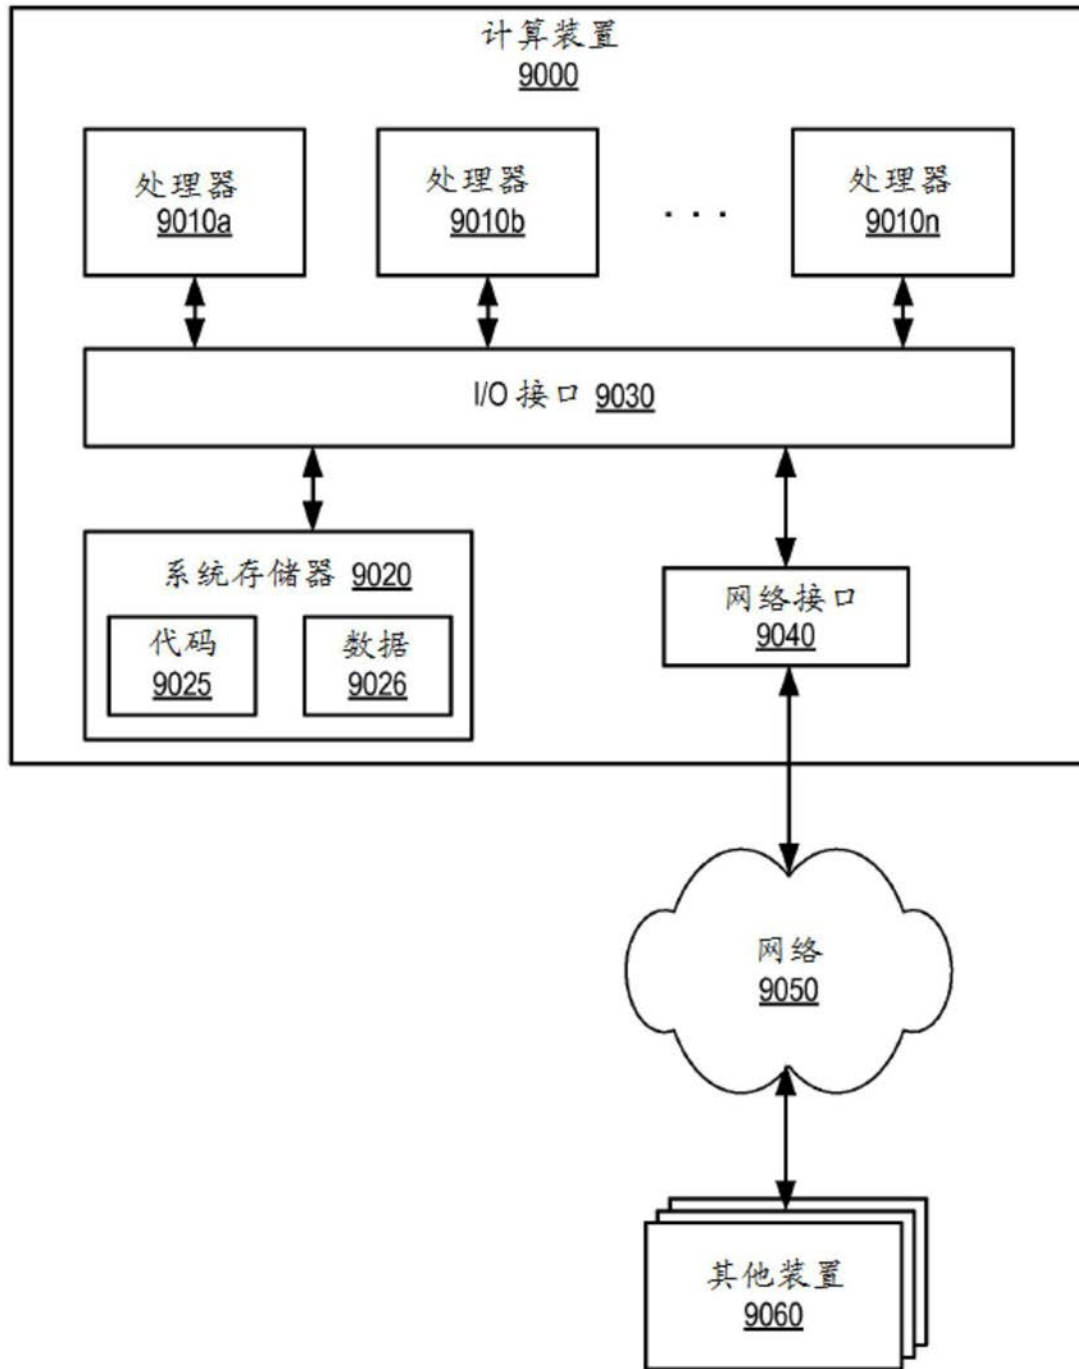 计算装置
9000
处理器
9010a
处理器
9010b
. . .
处理器
9010n
I/O 接口 9030
系统存储器 9020
代码
9025
数据
9026
网络接口
9040
网络
9050
其他装置
9060